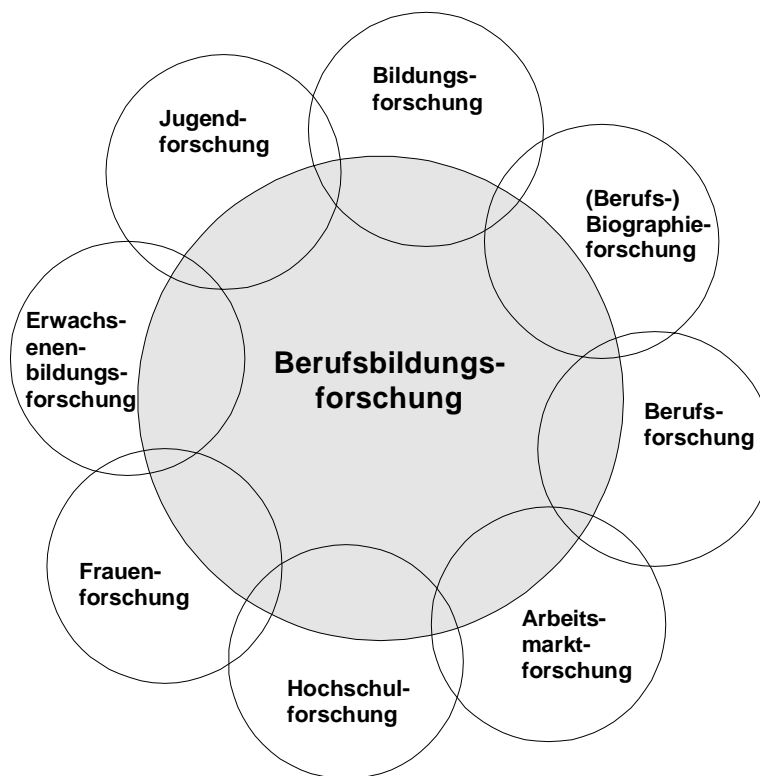 Bildungs-
forschung
Jugend-
forschung
(Berufs-)
Biographie-
forschung
Erwachs-
enen-
bildungs-
forschung
Berufsbildungs-
forschung
Berufs-
forschung
Frauen-
forschung
Arbeits-
markt-
forschung
Hochschul-
forschung